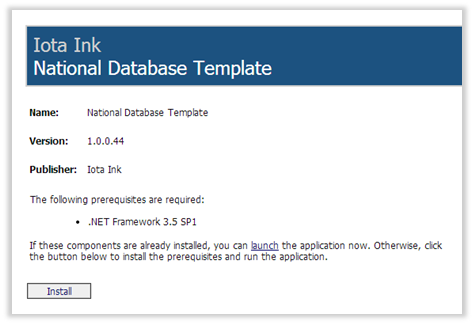 Iota Ink
National Database Template
Name: National Database Template
Version: 1.0.0.44
Publisher: Iota Ink
The following prerequisites are required:
• .NET Framework 3.5 SP1
If these components are already installed, you can launch the application now. Otherwise, click
the button below to install the prerequisites and run the application.
Install